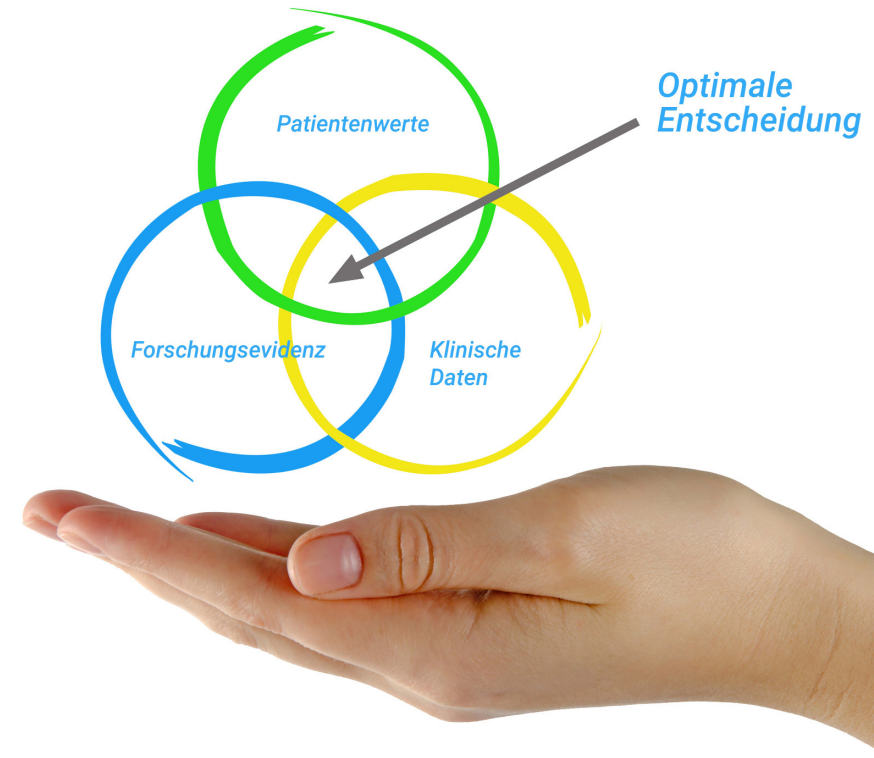 Optimale
Entscheidung
Patientenwerte
Forschungsevidenz
Klinische
Daten